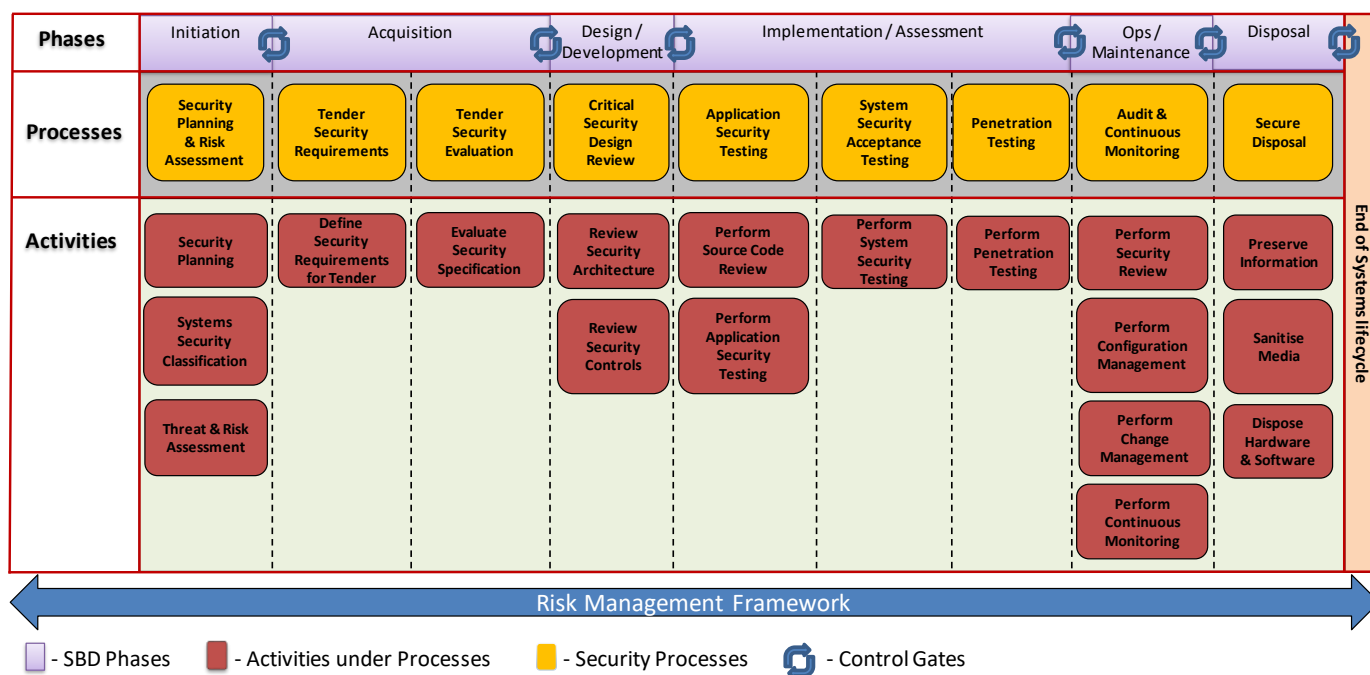 Phases
Initiation
Acquisition
Design /
Development
Implementation / Assessment
Ops /
Maintenance
Disposal
Processes
Security
Planning
& Risk
Assessment
Tender
Security
Requirements
Tender
Security
Evaluation
Critical
Security
Design
Review
Application
Security
Testing
System
Security
Acceptance
Testing
Penetration
Testing
Audit &
Continuous
Monitoring
Secure
Disposal
Activities
Security
Planning
Define
Security
Requirements
for Tender
Evaluate
Security
Specification
Review
Security
Architecture
Perform
Source Code
Review
Perform
System
Security
Testing
Perform
Penetration
Testing
Perform
Security
Review
Preserve
Information
Systems
Security
Classification
Review
Security
Controls
Perform
Application
Security
Testing
Perform
Configuration
Management
Sanitise
Media
Threat & Risk
Assessment
Perform
Change
Management
Dispose
Hardware
& Software
Perform
Continuous
Monitoring
End of Systems lifecycle
Risk Management Framework
- SBD Phases
- Activities under Processes
- Security Processes
- Control Gates